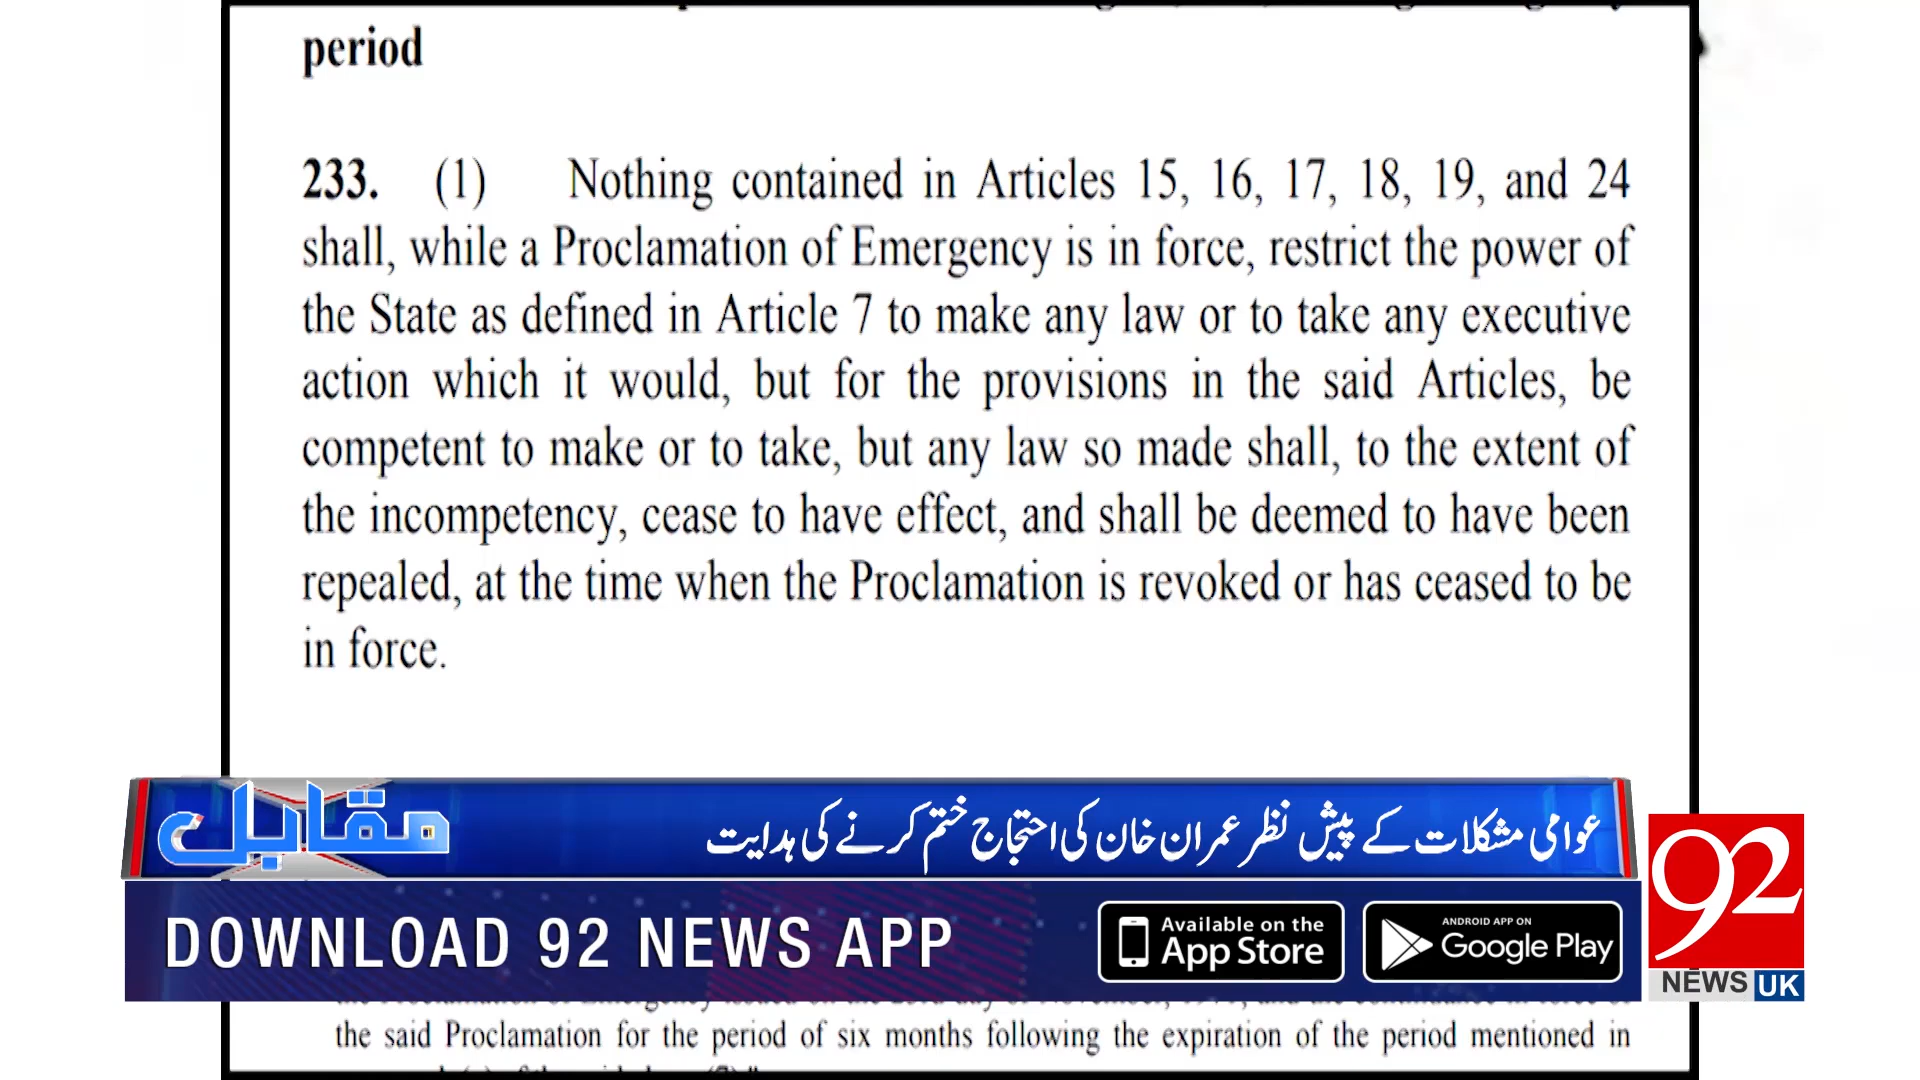 period
233. (1) Nothing contained in Articles 15, 16, 17, 18, 19, and 24
shall, while a Proclamation of Emergency is in force, restrict the power of
the State as defined in Article 7 to make any law or to take any executive
action which it would, but for the provisions in the said Articles, be
competent to make or to take, but any law so made shall, to the extent of
the incompetency, cease to have effect, and shall be deemed to have been
repealed, at the time when the Proclamation is revoked or has ceased to be
in force.
مقابل
عوامی مشکلات کے پیش نظر عمران خان کی احتجاج ختم کرنے کی ہدایت
DOWNLOAD 92 NEWS APP
Available on the
App Store
ANDROID APP ON
Google Play
92
NEWS UK
the said Proclamation for the period of six months following the expiration of the period mentioned in